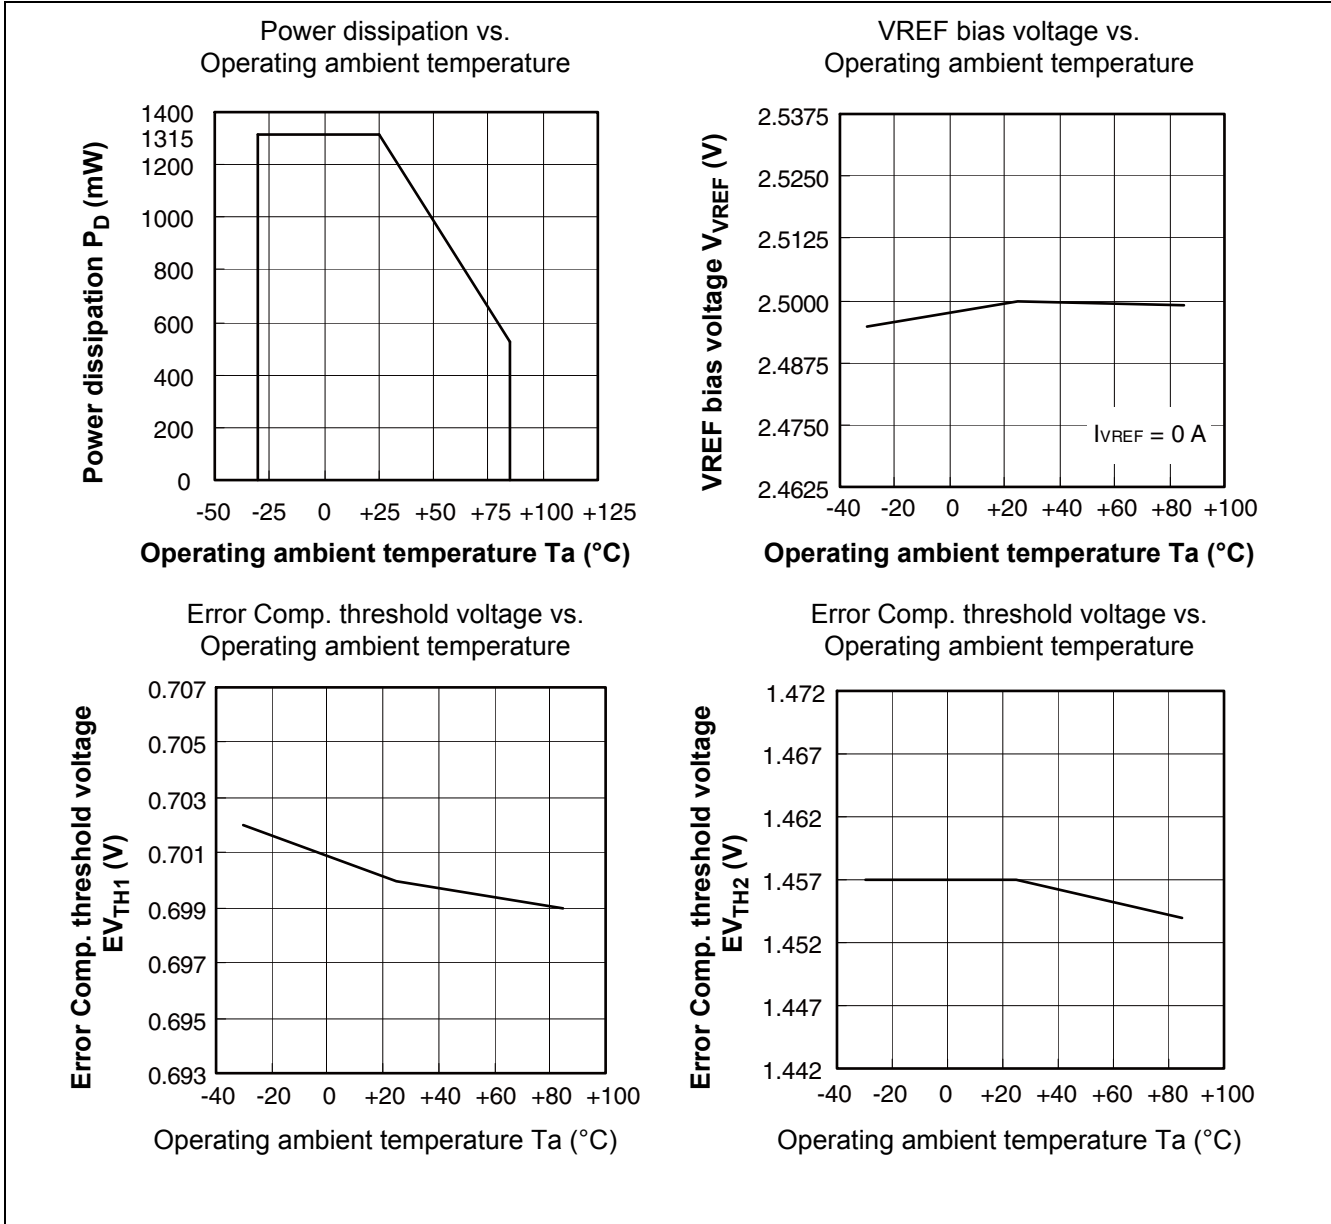 Power dissipation vs.
Operating ambient temperature
Power dissipation PD (mW)
1400
1315
1200
1000
800
600
400
200
0
-50 -25 0 +25 +50 +75 +100 +125
Operating ambient temperature Ta (°C)
VREF bias voltage vs.
Operating ambient temperature
VREF bias voltage VVREF (V)
2.5375
2.5250
2.5125
2.5000
2.4875
2.4750
2.4625
IVREF = 0 A
-40 -20 0 +20 +40 +60 +80 +100
Operating ambient temperature Ta (°C)
Error Comp. threshold voltage vs.
Operating ambient temperature
Error Comp. threshold voltage
EVTH1 (V)
0.707
0.705
0.703
0.701
0.699
0.697
0.695
0.693
-40 -20 0 +20 +40 +60 +80 +100
Operating ambient temperature Ta (°C)
Error Comp. threshold voltage vs.
Operating ambient temperature
Error Comp. threshold voltage
EVTH2 (V)
1.472
1.467
1.462
1.457
1.452
1.447
1.442
-40 -20 0 +20 +40 +60 +80 +100
Operating ambient temperature Ta (°C)